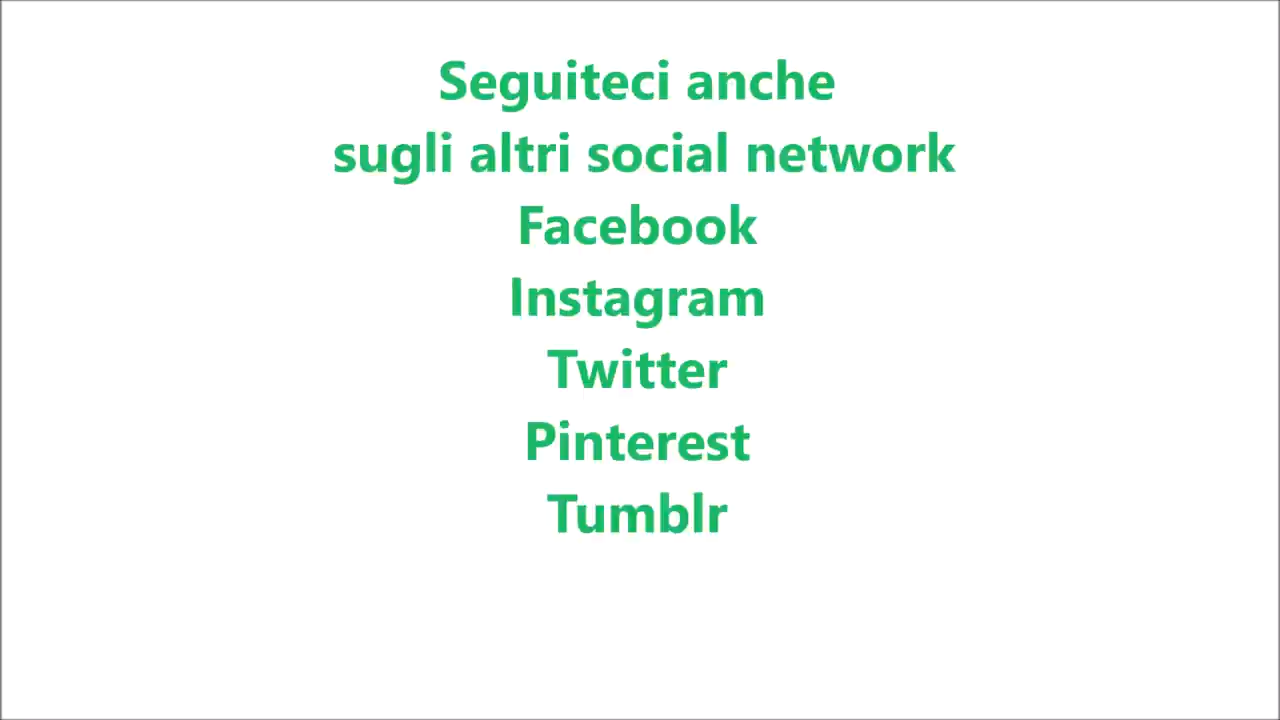 Seguiteci anche
sugli altri social network
Facebook
Instagram
Twitter
Pinterest
Tumblr